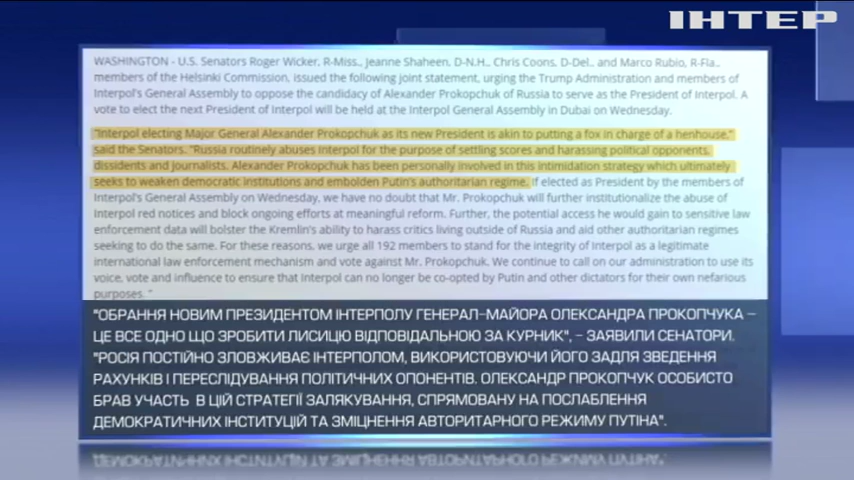 ІНТЕР
WASHINGTON - U.S. Senators Roger Wicker, R-Miss., Jeanne Shaheen, D-N.H., Chris Coons, D-Del., and Marco Rubio, R-Fla.,
members of the Helsinki Commission, issued the following joint statement, urging the Trump Administration and members of
Interpol's General Assembly to oppose the candidacy of Alexander Prokopchuk of Russia to serve as the President of Interpol. A
vote to elect the next President of Interpol will be held at the Interpol General Assembly in Dubai on Wednesday.
"Interpol electing Major General Alexander Prokopchuk as its new President is akin to putting a fox in charge of a henhouse,"
said the Senators. "Russia routinely abuses Interpol for the purpose of settling scores and harassing political opponents,
dissidents and journalists. Alexander Prokopchuk has been personally involved in this intimidation strategy which ultimately
seeks to weaken democratic institutions and embolden Putin's authoritarian regime. If elected as President by the members of
Interpol's General Assembly on Wednesday, we have no doubt that Mr. Prokopchuk will further institutionalize the abuse of
Interpol red notices and block ongoing efforts at meaningful reform. Further, the potential access he would gain to sensitive law
enforcement data will bolster the Kremlin's ability to harass critics living outside of Russia and aid other authoritarian regimes
seeking to do the same. For these reasons, we urge all 192 members to stand for the integrity of Interpol as a legitimate
international law enforcement mechanism and vote against Mr. Prokopchuk. We continue to call on our administration to use its
voice, vote and influence to ensure that Interpol can no longer be co-opted by Putin and other dictators for their own nefarious
purposes. "
"ОБРАННЯ НОВИМ ПРЕЗИДЕНТОМ ІНТЕРПОЛУ ГЕНЕРАЛ-МАЙОРА ОЛЕКСАНДРА ПРОКОПЧУКА –
ЦЕ ВСЕ ОДНО ЩО ЗРОБИТИ ЛИСИЦЮ ВІДПОВІДАЛЬНОЮ ЗА КУРНИК", – ЗАЯВИЛИ СЕНАТОРИ.
"РОСІЯ ПОСТІЙНО ЗЛОВЖИВАЄ ІНТЕРПОЛОМ, ВИКОРИСТОВУЮЧИ ЙОГО ЗАДЛЯ ЗВЕДЕННЯ
РАХУНКІВ І ПЕРЕСЛІДУВАННЯ ПОЛІТИЧНИХ ОПОНЕНТІВ. ОЛЕКСАНДР ПРОКОПЧУК ОСОБИСТО
БРАВ УЧАСТЬ В ЦІЙ СТРАТЕГІЇ ЗАЛЯКУВАННЯ, СПРЯМОВАНУ НА ПОСЛАБЛЕННЯ
ДЕМОКРАТИЧНИХ ІНСТИТУЦІЙ ТА ЗМІЦНЕННЯ АВТОРИТАРНОГО РЕЖИМУ ПУТІНА".